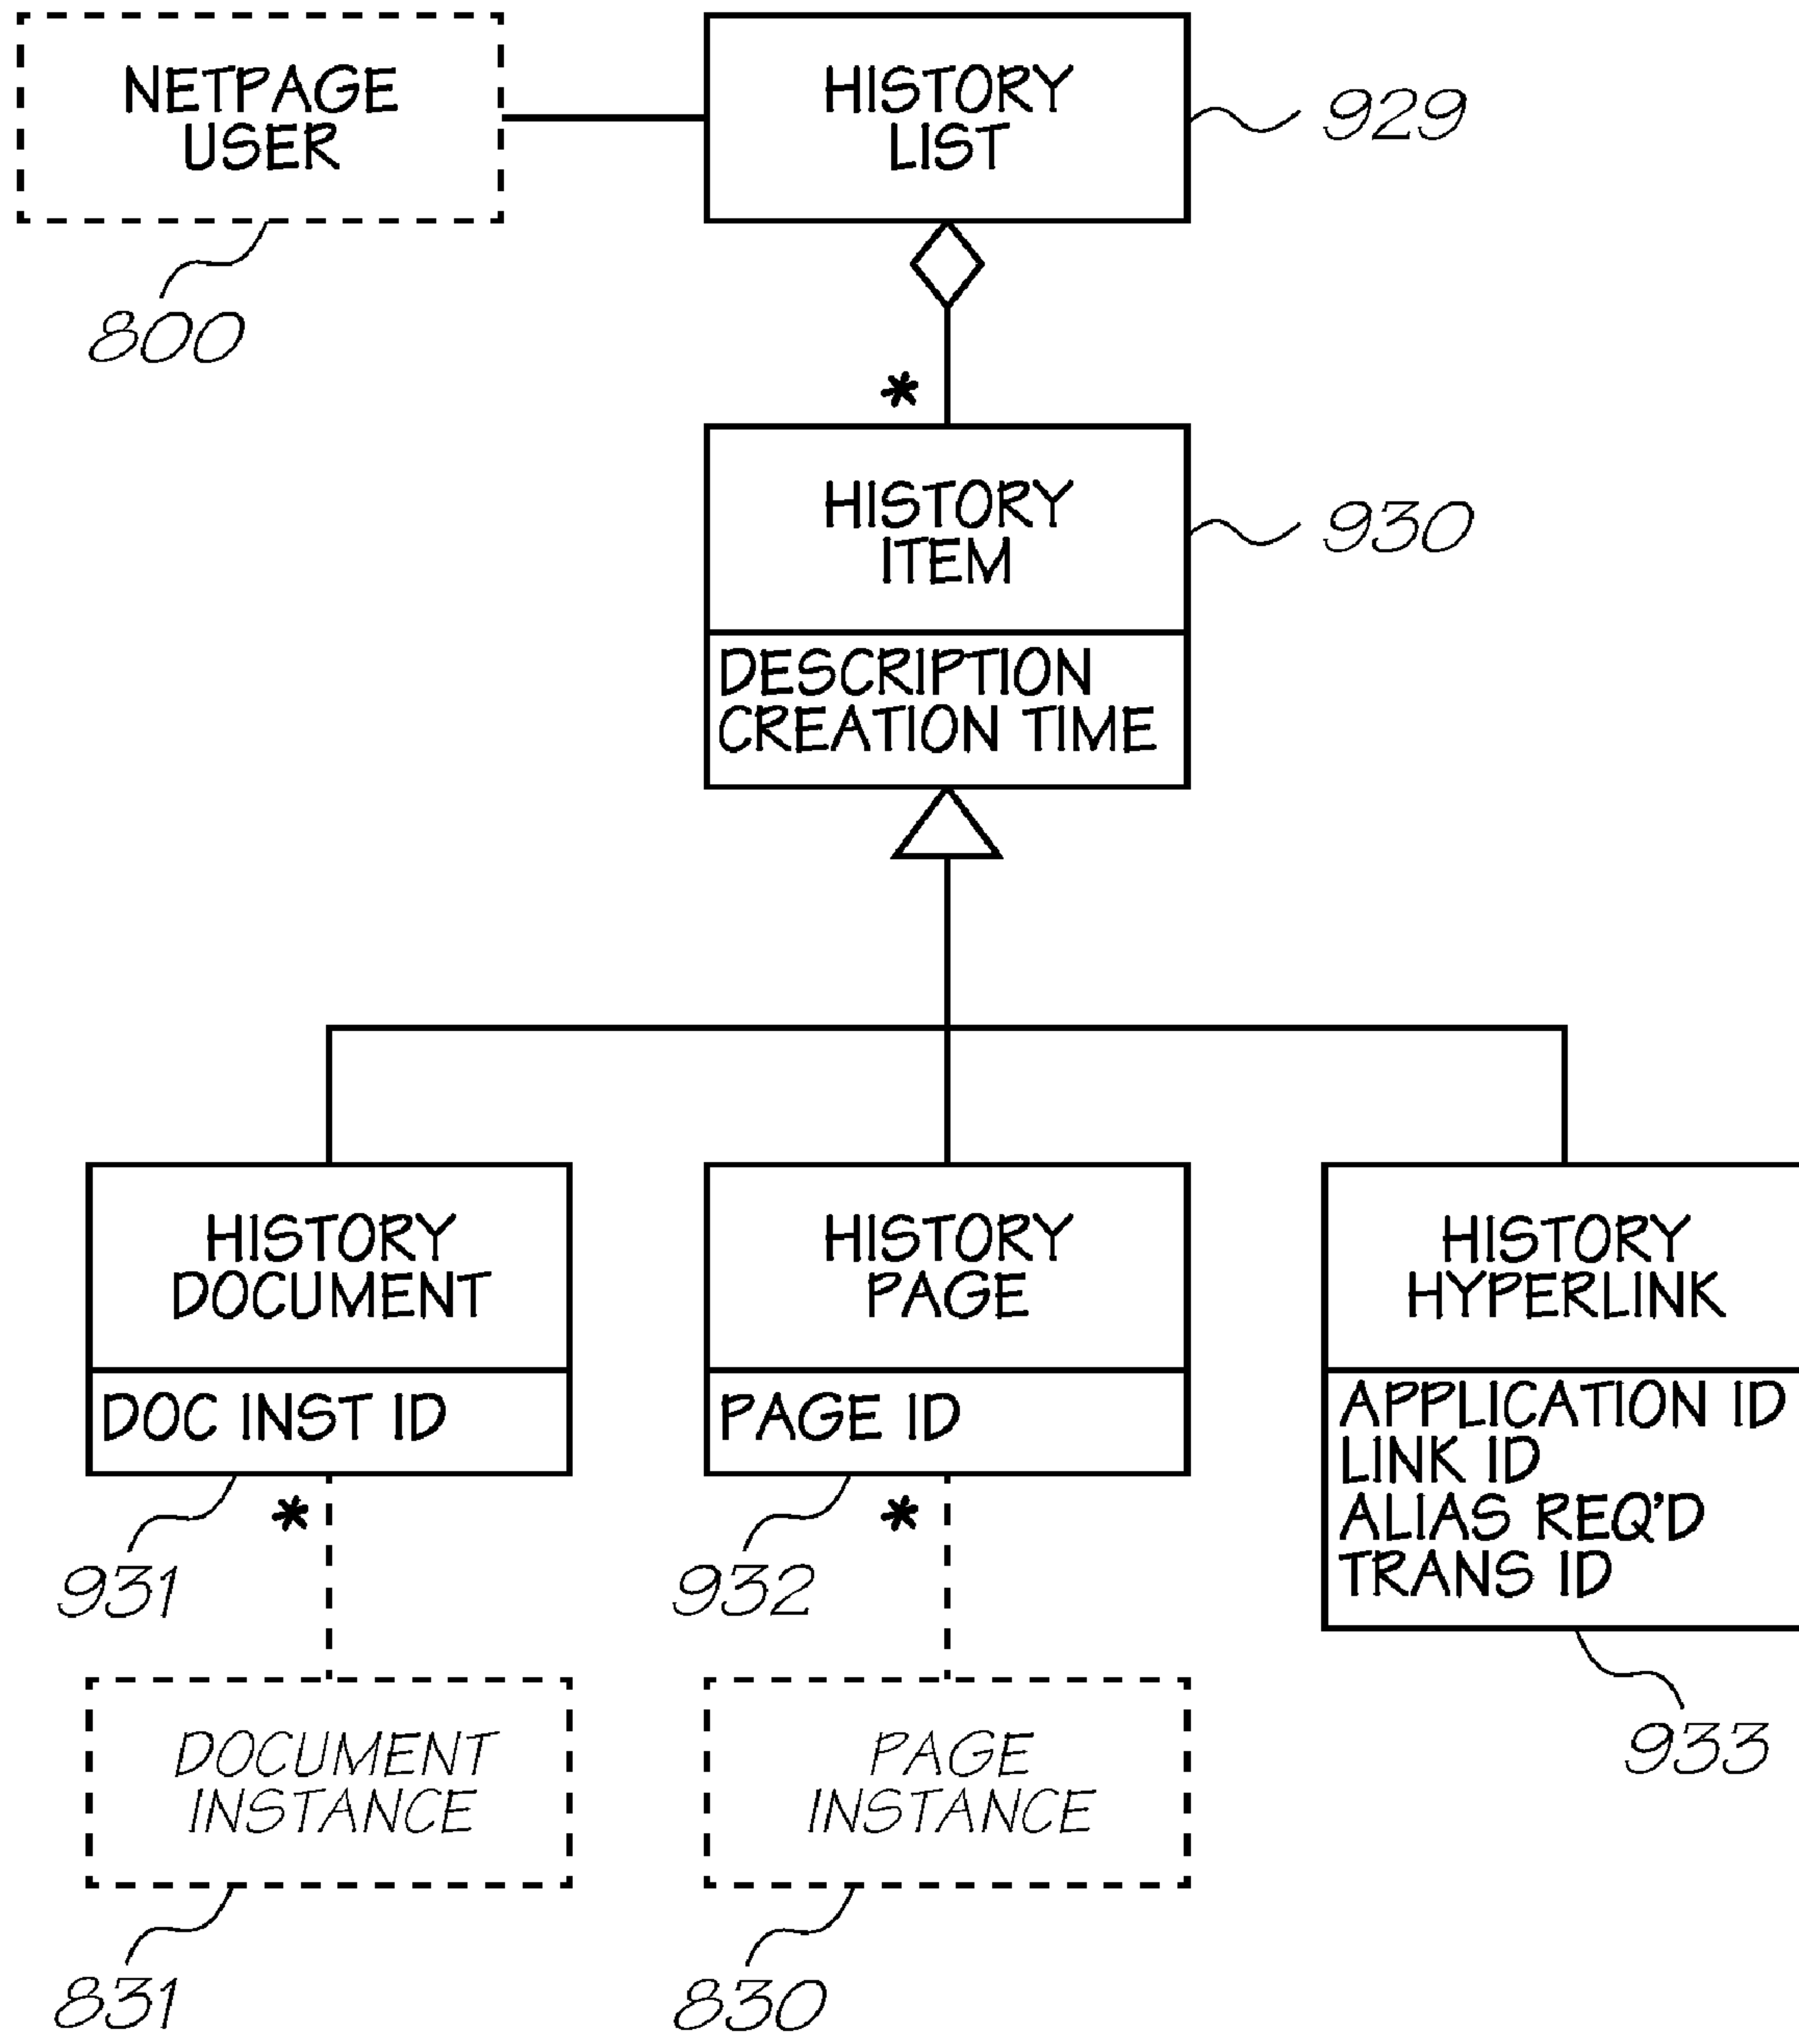 NETPAGE
USER
HISTORY
LIST
929
800
*
HISTORY
ITEM
930
DESCRIPTION
CREATION TIME
HISTORY
DOCUMENT
DOC INST ID
HISTORY
PAGE
PAGE ID
HISTORY
HYPERLINK
APPLICATION ID
LINK ID
ALIAS REQ'D
TRANS ID
*
931
*
932
933
DOCUMENT
INSTANCE
831
PAGE
INSTANCE
830